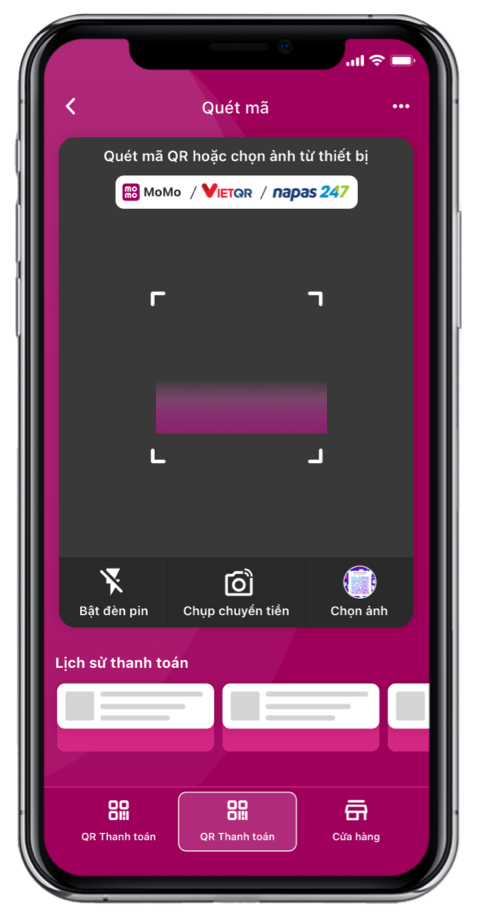 Quét mã
Quét mã QR hoặc chọn ảnh từ thiết bị
mo mo MoMo / VIETQR / napas 247
Bật đèn pin
Chụp chuyển tiền
Chọn ảnh
Lịch sử thanh toán
QR Thanh toán
QR Thanh toán
Cửa hàng